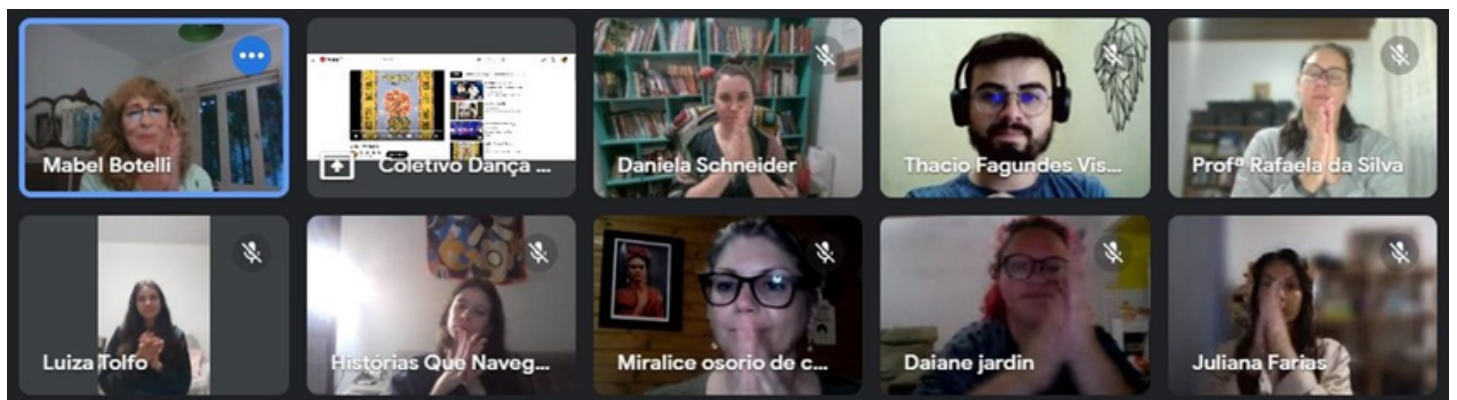 Mabel Botelli
Coletivo Dança ...
Daniela Schneider
Thacio Fagundes Vis...
Profª Rafaela da Silva
Luiza Tolfo
Histórias Que Naveg...
Miralice osorio de c...
Daiane jardin
Juliana Farias